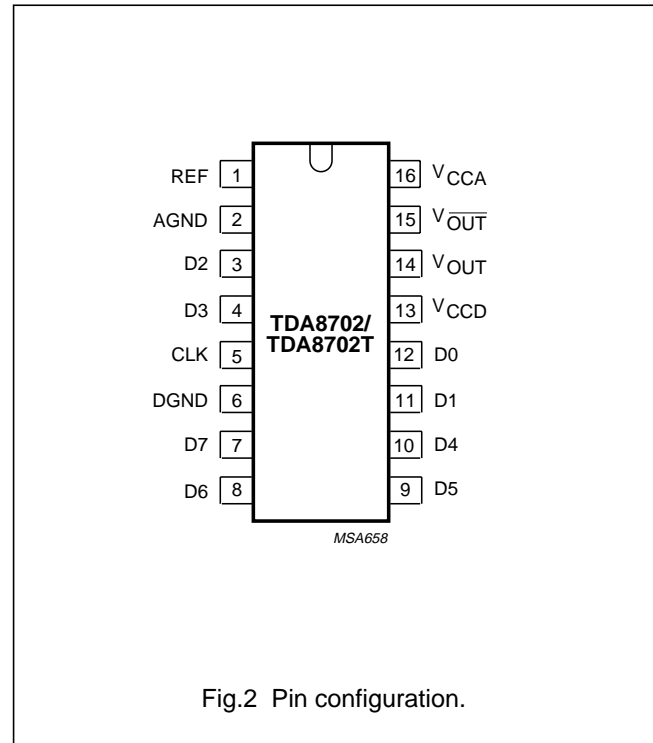 REF 1 16 VCCA
AGND 2 15 VO̅U̅T̅
D2 3 14 VOUT
D3 4 13 VCCD
TDA8702/
TDA8702T
CLK 5 12 D0
DGND 6 11 D1
D7 7 10 D4
D6 8 9 D5
MSA658
Fig.2 Pin configuration.